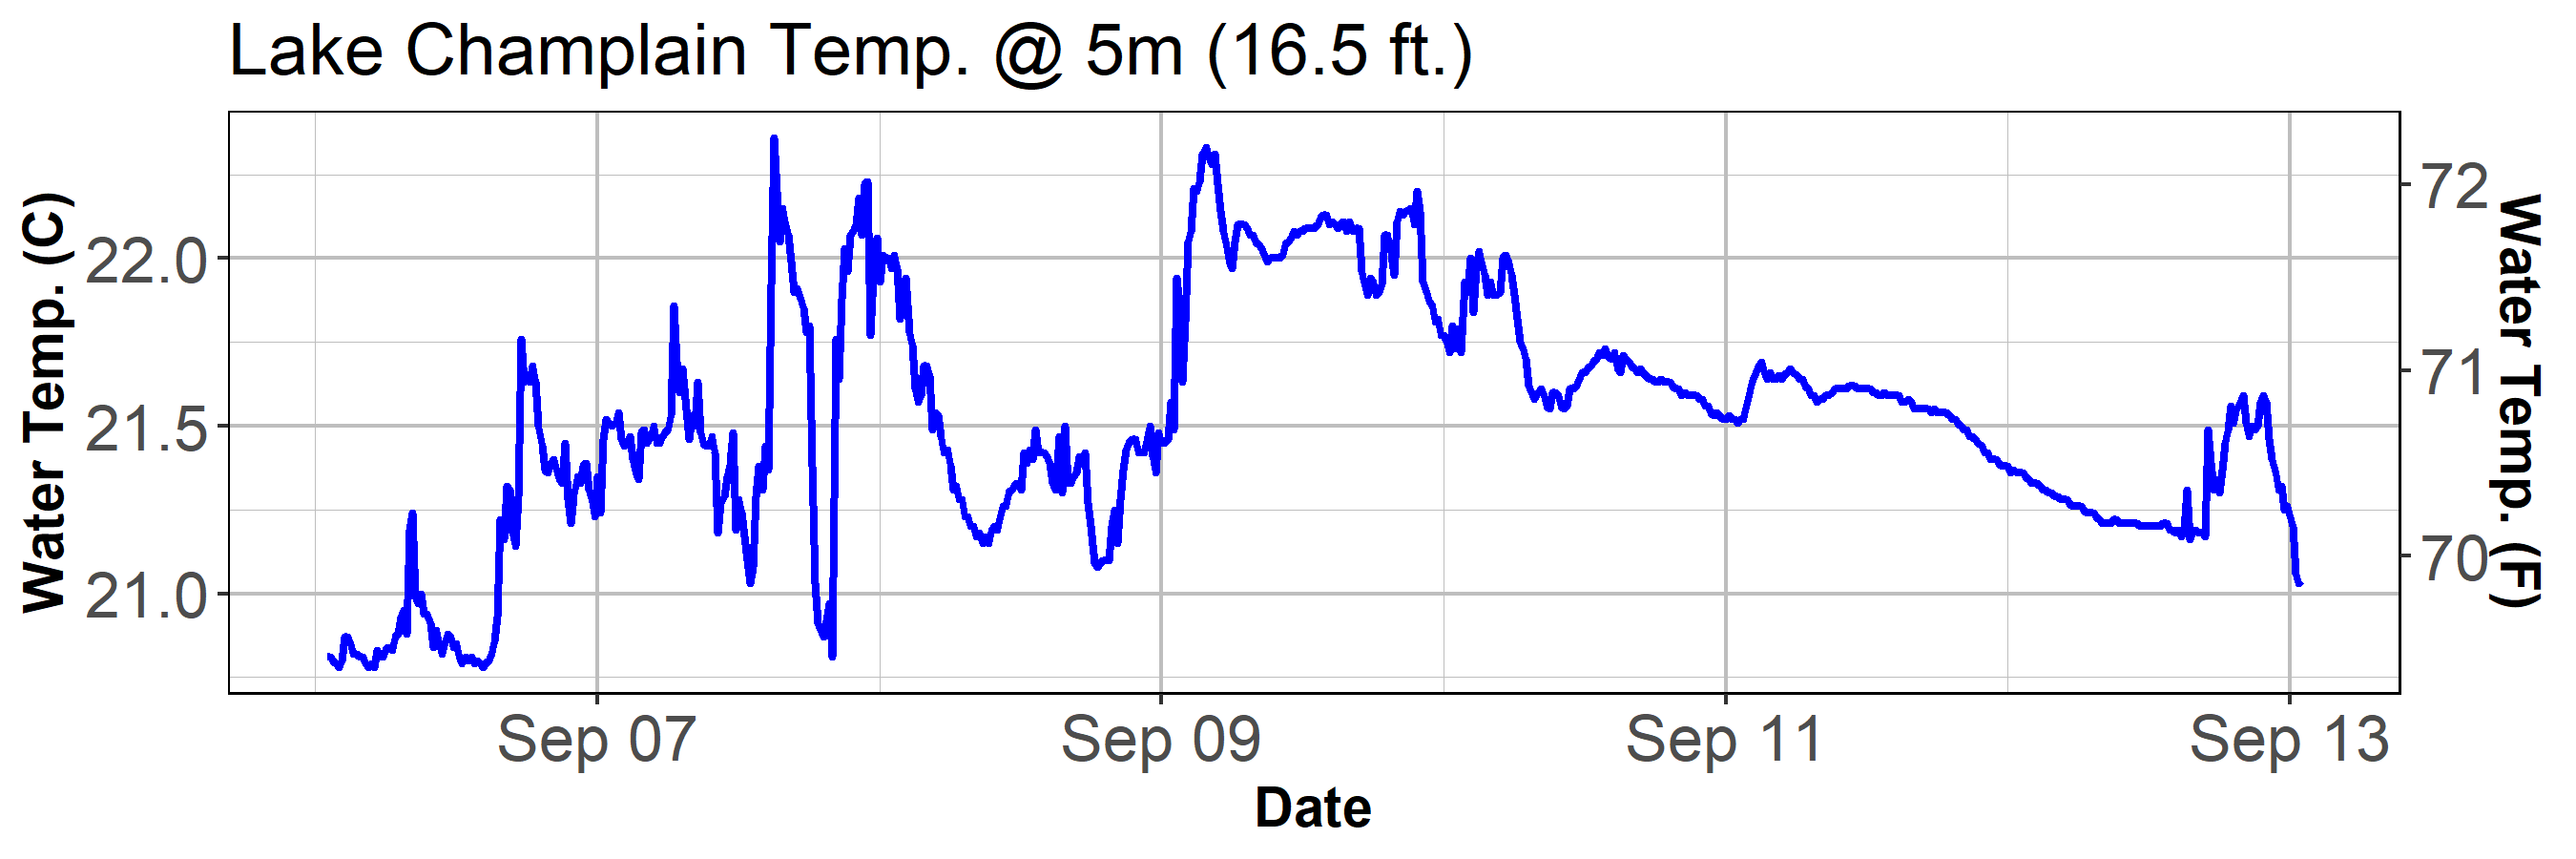 Lake Champlain Temp. @ 5m (16.5 ft.)
Water Temp. (C)
22.0
21.5
21.0
72
71
70
Water Temp. (F)
Sep 07
Sep 09
Sep 11
Sep 13
Date